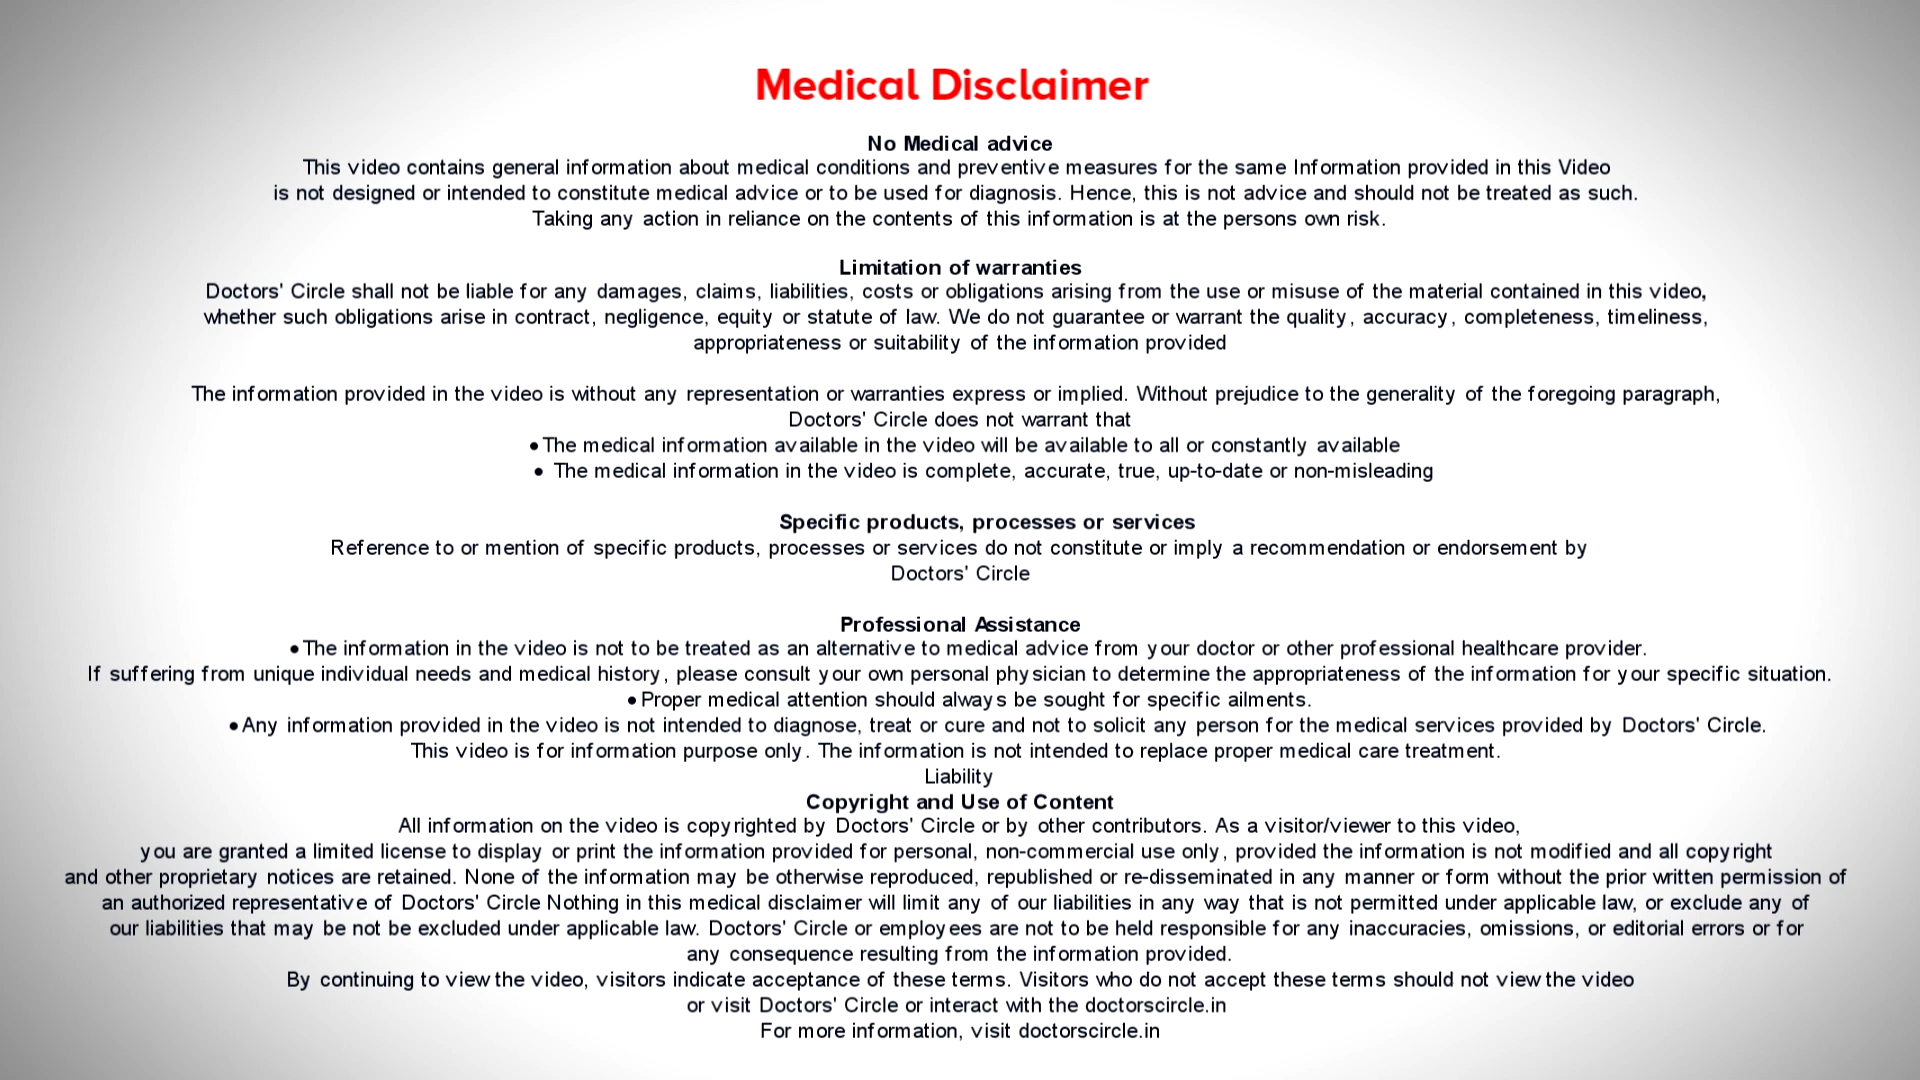 Medical Disclaimer
No Medical advice
This video contains general information about medical conditions and preventive measures for the same Information provided in this Video
is not designed or intended to constitute medical advice or to be used for diagnosis. Hence, this is not advice and should not be treated as such.
Taking any action in reliance on the contents of this information is at the persons own risk.
Limitation of warranties
Doctors' Circle shall not be liable for any damages, claims, liabilities, costs or obligations arising from the use or misuse of the material contained in this video,
whether such obligations arise in contract, negligence, equity or statute of law. We do not guarantee or warrant the quality, accuracy, completeness, timeliness,
appropriateness or suitability of the information provided
The information provided in the video is without any representation or warranties express or implied. Without prejudice to the generality of the foregoing paragraph,
Doctors' Circle does not warrant that
• The medical information available in the video will be available to all or constantly available
• The medical information in the video is complete, accurate, true, up-to-date or non-misleading
Specific products, processes or services
Reference to or mention of specific products, processes or services do not constitute or imply a recommendation or endorsement by
Doctors' Circle
Professional Assistance
• The information in the video is not to be treated as an alternative to medical advice from your doctor or other professional healthcare provider.
If suffering from unique individual needs and medical history, please consult your own personal physician to determine the appropriateness of the information for your specific situation.
• Proper medical attention should always be sought for specific ailments.
• Any information provided in the video is not intended to diagnose, treat or cure and not to solicit any person for the medical services provided by Doctors' Circle.
This video is for information purpose only. The information is not intended to replace proper medical care treatment.
Liability
Copyright and Use of Content
All information on the video is copyrighted by Doctors' Circle or by other contributors. As a visitor/viewer to this video,
you are granted a limited license to display or print the information provided for personal, non-commercial use only, provided the information is not modified and all copyright
and other proprietary notices are retained. None of the information may be otherwise reproduced, republished or re-disseminated in any manner or form without the prior written permission of
an authorized representative of Doctors' Circle Nothing in this medical disclaimer will limit any of our liabilities in any way that is not permitted under applicable law, or exclude any of
our liabilities that may be not be excluded under applicable law. Doctors' Circle or employees are not to be held responsible for any inaccuracies, omissions, or editorial errors or for
any consequence resulting from the information provided.
By continuing to view the video, visitors indicate acceptance of these terms. Visitors who do not accept these terms should not view the video
or visit Doctors' Circle or interact with the doctorscircle.in
For more information, visit doctorscircle.in